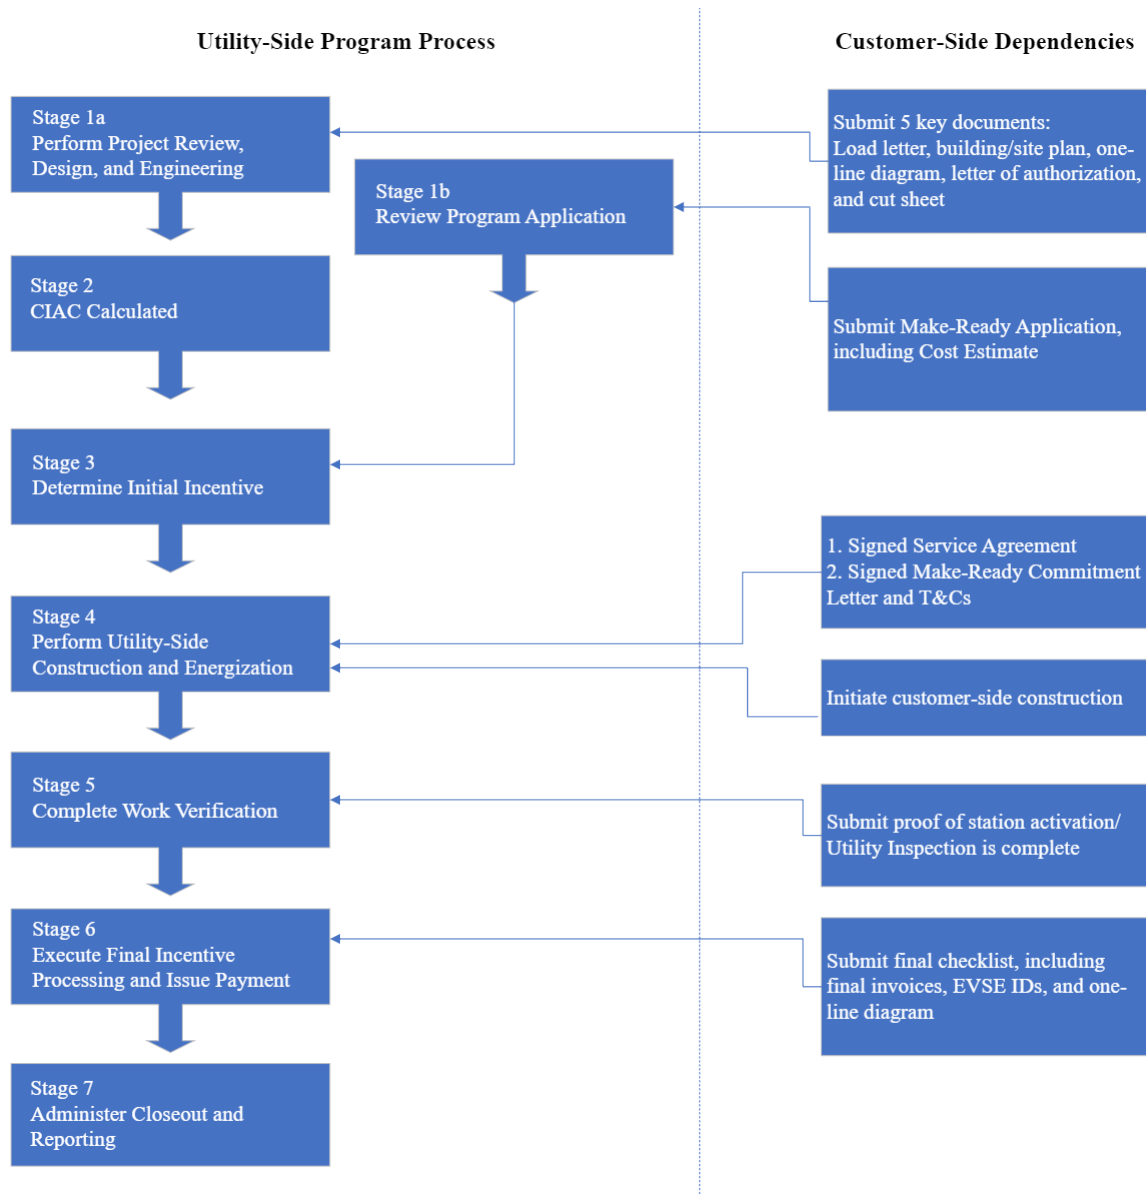 Utility-Side Program Process
Customer-Side Dependencies
Stage 1a
Perform Project Review,
Design, and Engineering
Stage 1b
Review Program Application
Submit 5 key documents:
Load letter, building/site plan, one-
line diagram, letter of authorization,
and cut sheet
Stage 2
CIAC Calculated
Submit Make-Ready Application,
including Cost Estimate
Stage 3
Determine Initial Incentive
1. Signed Service Agreement
2. Signed Make-Ready Commitment
Letter and T&Cs
Stage 4
Perform Utility-Side
Construction and Energization
Initiate customer-side construction
Stage 5
Complete Work Verification
Submit proof of station activation/
Utility Inspection is complete
Stage 6
Execute Final Incentive
Processing and Issue Payment
Submit final checklist, including
final invoices, EVSE IDs, and one-
line diagram
Stage 7
Administer Closeout and
Reporting